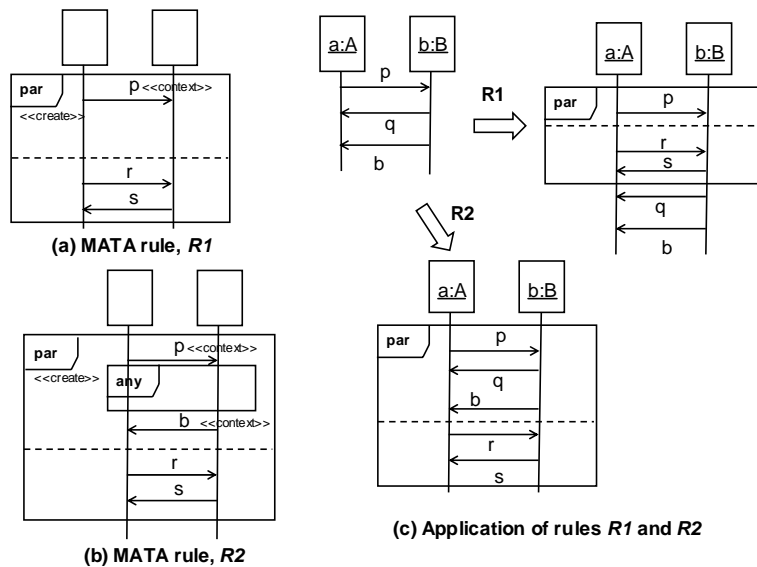 par
p <<context>>
<<create>>
r
s
(a) MATA rule, R1
par
p <<context>>
<<create>>
any
b <<context>>
r
s
(b) MATA rule, R2
a:A b:B
p
q
b
R1
R2
a:A b:B
par
p
r
s
q
b
a:A b:B
par
p
q
b
r
s
(c) Application of rules R1 and R2